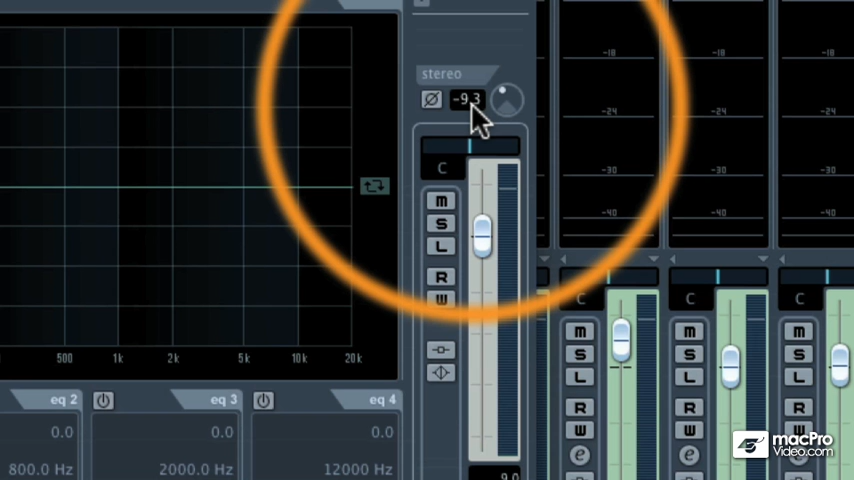 stereo
-9.3
C
M
S
L
R
W
500 1k 2k 5k 10k 20k
eq 2
0.0
800.0 Hz
eq 3
0.0
2000.0 Hz
eq 4
0.0
12000 Hz
-18 -18 -18
-24 -24 -24
-30 -30 -30
-40 -40 -40
C C C
M M M
S S S
L L L
R R R
W W
e e
macPro
Video.com